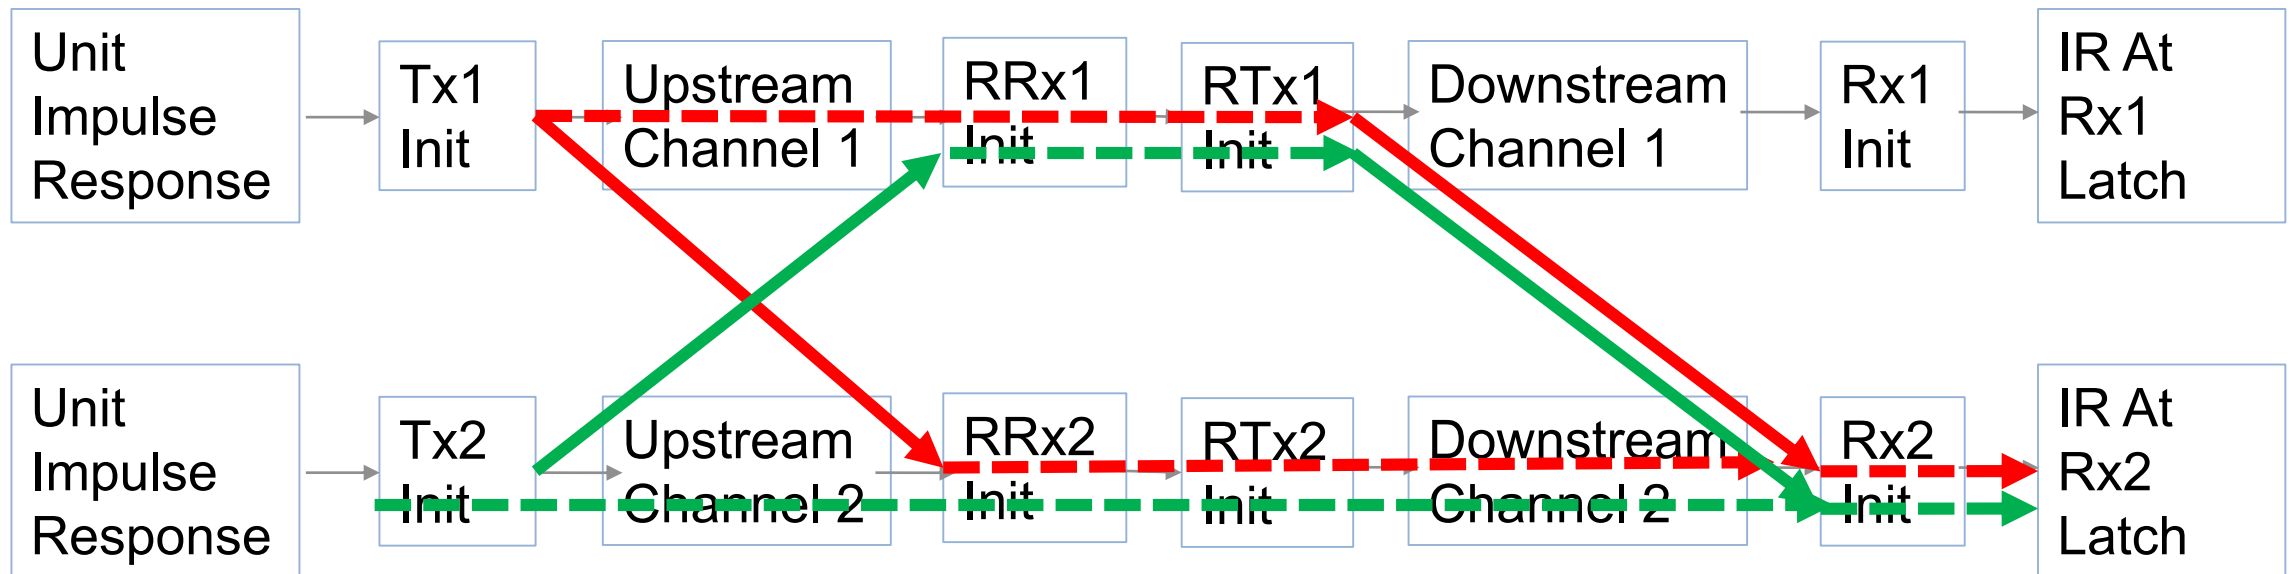 Unit
Impulse
Response
Tx1
Init
Upstream
Channel 1
RRx1
Init
RTx1
Init
Downstream
Channel 1
Rx1
Init
IR At
Rx1
Latch
Unit
Impulse
Response
Tx2
Init
Upstream
Channel 2
RRx2
Init
RTx2
Init
Downstream
Channel 2
Rx2
Init
IR At
Rx2
Latch